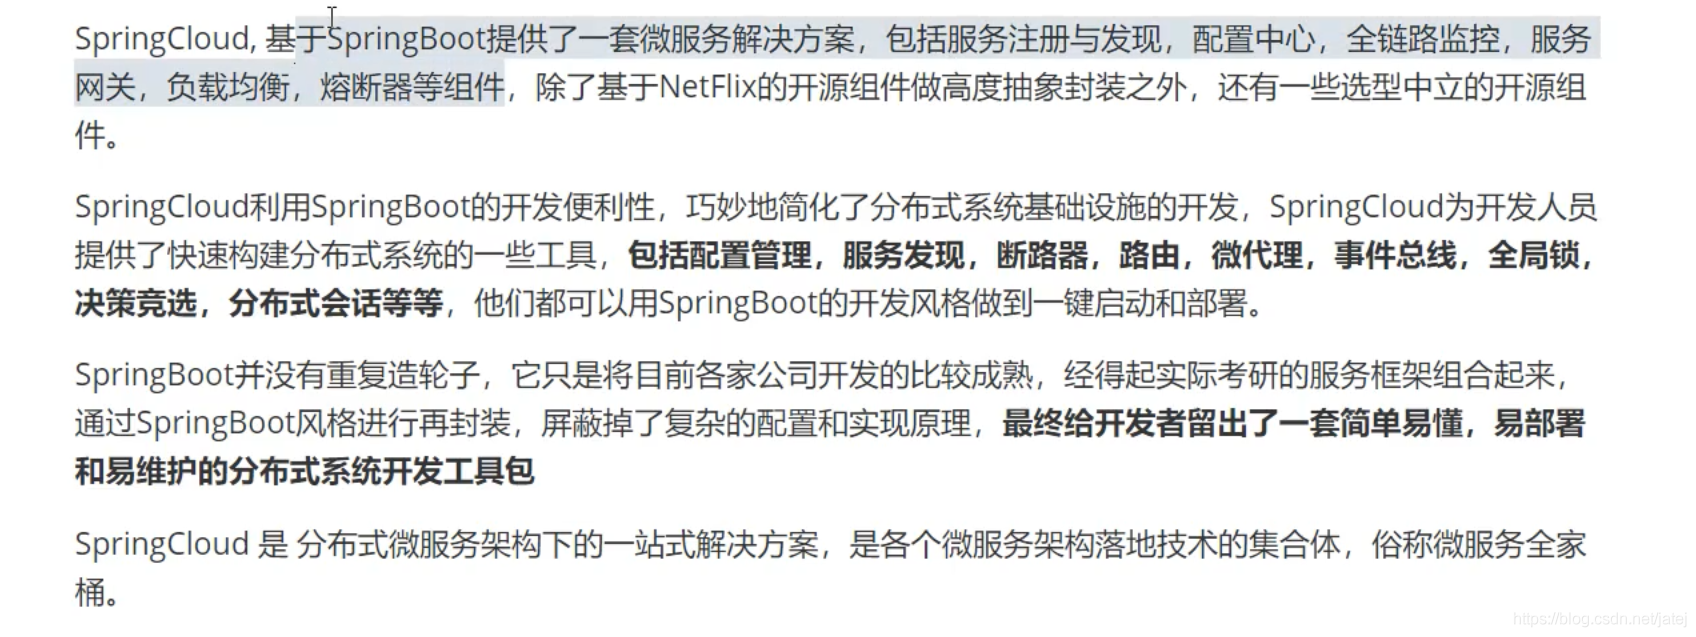 SpringCloud, 基于SpringBoot提供了一套微服务解决方案，包括服务注册与发现，配置中心，全链路监控，服务
网关，负载均衡，熔断器等组件，除了基于NetFlix的开源组件做高度抽象封装之外，还有一些选型中立的开源组
件。
SpringCloud利用SpringBoot的开发便利性，巧妙地简化了分布式系统基础设施的开发，SpringCloud为开发人员
提供了快速构建分布式系统的一些工具，包括配置管理，服务发现，断路器，路由，微代理，事件总线，全局锁，
决策竞选，分布式会话等等，他们都可以用SpringBoot的开发风格做到一键启动和部署。
SpringBoot并没有重复造轮子，它只是将目前各家公司开发的比较成熟，经得起实际考研的服务框架组合起来，
通过SpringBoot风格进行再封装，屏蔽掉了复杂的配置和实现原理，最终给开发者留出了一套简单易懂，易部署
和易维护的分布式系统开发工具包
SpringCloud 是 分布式微服务架构下的一站式解决方案，是各个微服务架构落地技术的集合体，俗称微服务全家
桶。
https://blog.csdn.net/jatej